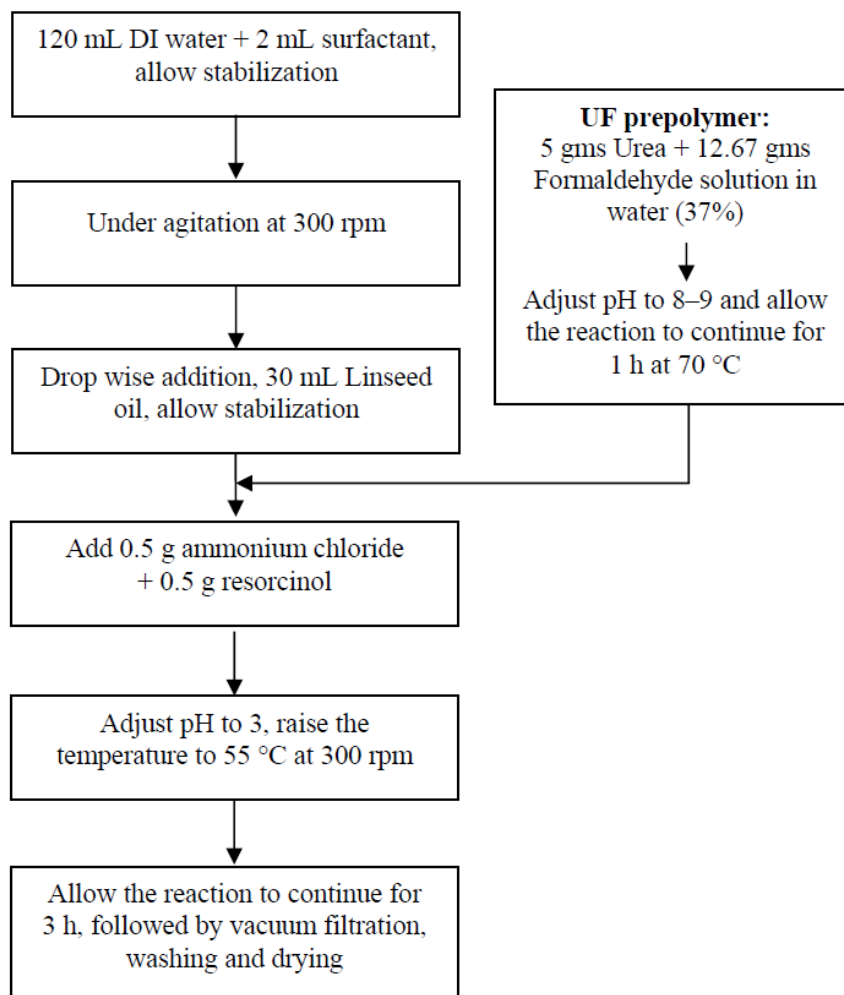 120 mL DI water + 2 mL surfactant,
allow stabilization
Under agitation at 300 rpm
Drop wise addition, 30 mL Linseed
oil, allow stabilization
UF prepolymer:
5 gms Urea + 12.67 gms
Formaldehyde solution in
water (37%)
Adjust pH to 8–9 and allow
the reaction to continue for
1 h at 70 °C
Add 0.5 g ammonium chloride
+ 0.5 g resorcinol
Adjust pH to 3, raise the
temperature to 55 °C at 300 rpm
Allow the reaction to continue for
3 h, followed by vacuum filtration,
washing and drying